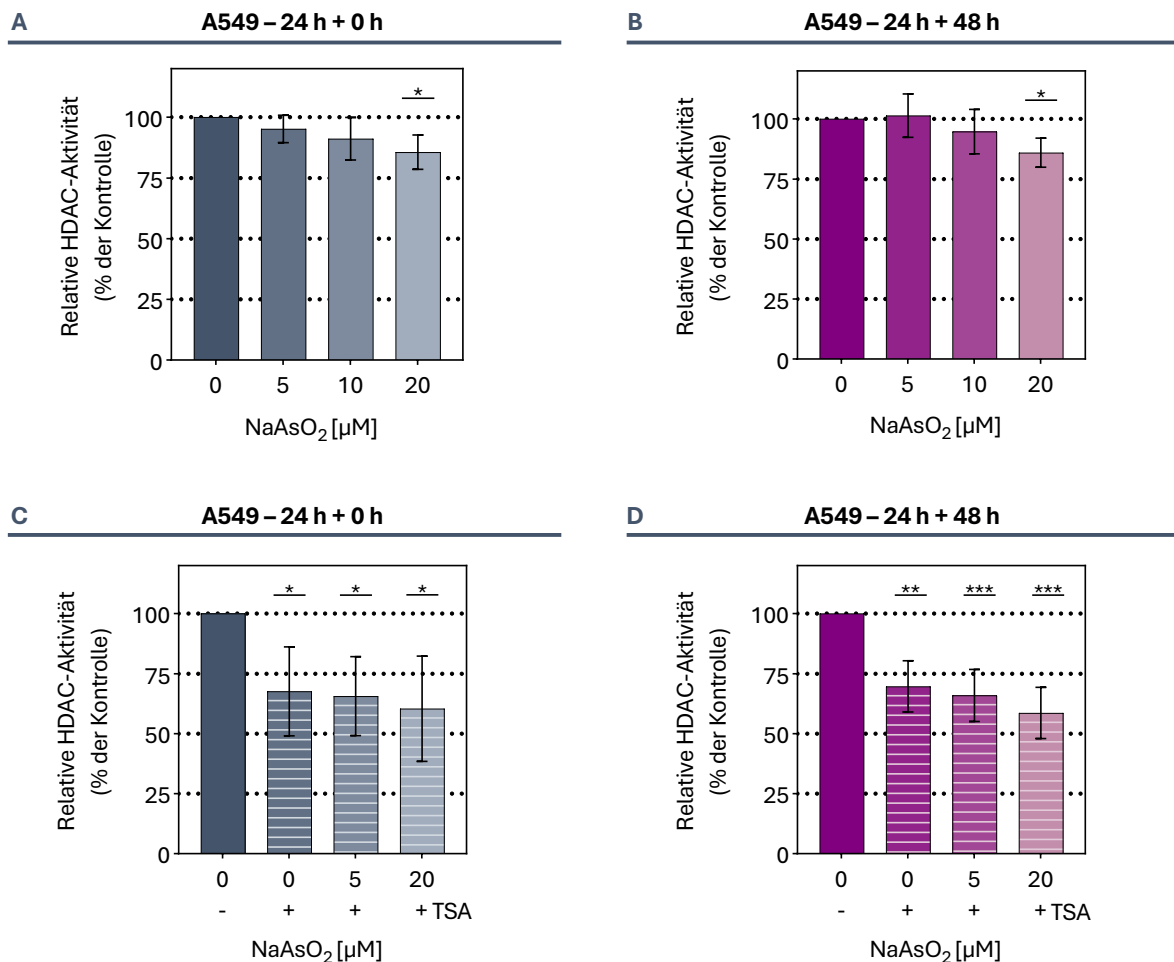 A
A549 – 24 h + 0 h
Relative HDAC-Aktivität
(% der Kontrolle)
100
75
50
25
0
*
0 5 10 20
NaAsO₂ [µM]
B
A549 – 24 h + 48 h
Relative HDAC-Aktivität
(% der Kontrolle)
100
75
50
25
0
*
0 5 10 20
NaAsO₂ [µM]
C
A549 – 24 h + 0 h
Relative HDAC-Aktivität
(% der Kontrolle)
100
75
50
25
0
* * *
0 0 5 20
- + + + TSA
NaAsO₂ [µM]
D
A549 – 24 h + 48 h
Relative HDAC-Aktivität
(% der Kontrolle)
100
75
50
25
0
** *** ***
0 0 5 20
- + + + TSA
NaAsO₂ [µM]